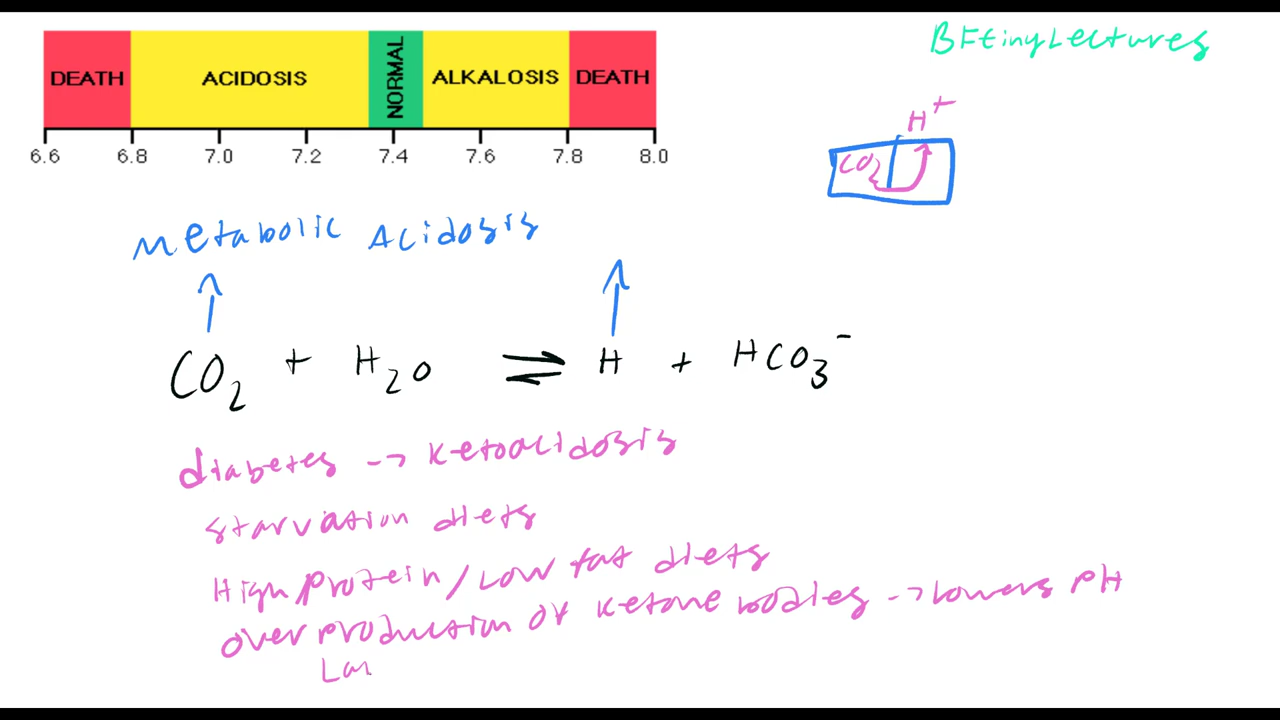 DEATH ACIDOSIS NORMAL ALKALOSIS DEATH
6.6 6.8 7.0 7.2 7.4 7.6 7.8 8.0
BFtinyLectures
H+
CO2
Metabolic Acidosis
CO2 + H2O ⇌ H + HCO3-
diabetes -> Ketoacidosis
starvation diets
High protein/Low fat diets
over production of Ketone bodies -> Lowers pH